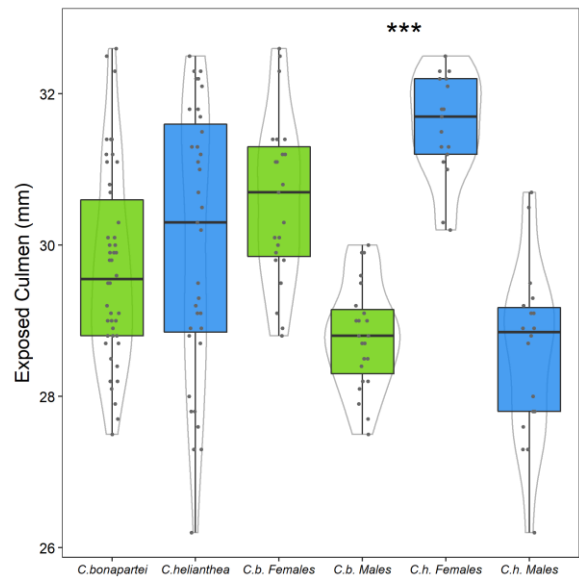 ***
Exposed Culmen (mm)
32
30
28
26
C.bonapartei C.helianthea C.b. Females C.b. Males C.h. Females C.h. Males